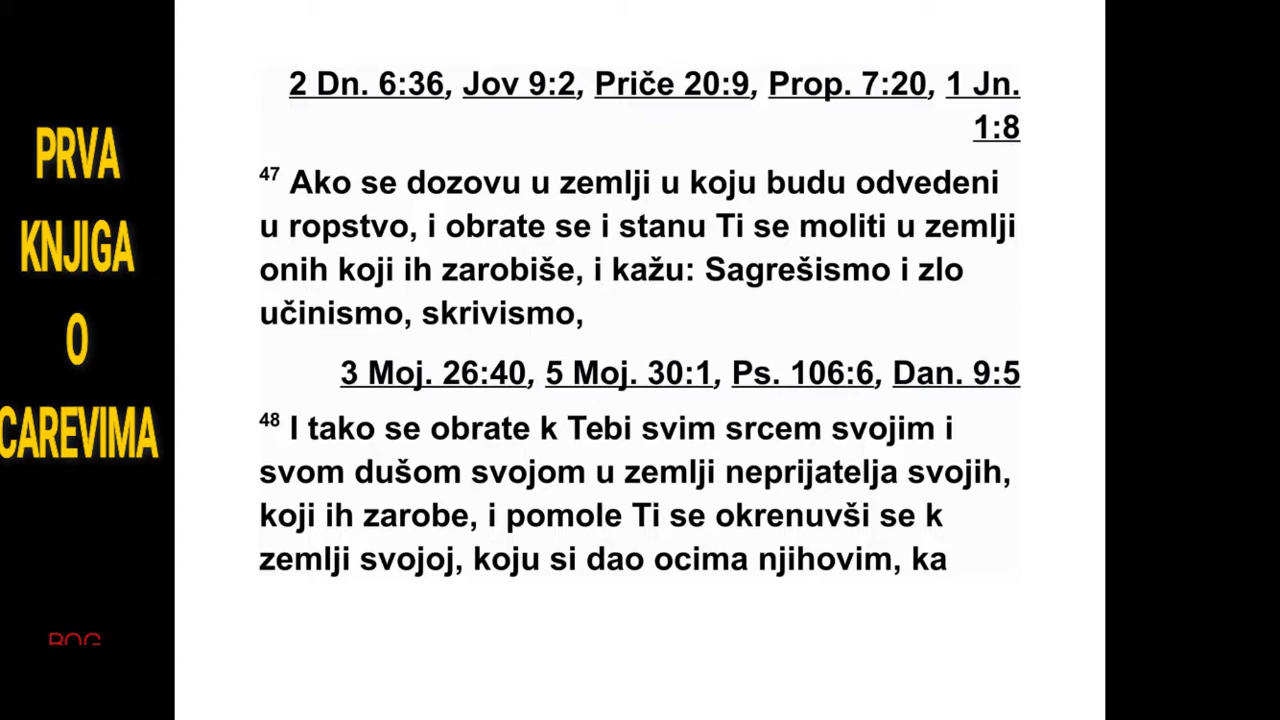 PRVA
KNJIGA
O
CAREVIMA
BOG
2 Dn. 6:36, Jov 9:2, Priče 20:9, Prop. 7:20, 1 Jn.
1:8
47 Ako se dozovu u zemlji u koju budu odvedeni
u ropstvo, i obrate se i stanu Ti se moliti u zemlji
onih koji ih zarobiše, i kažu: Sagrešismo i zlo
učinismo, skrivismo,
3 Moj. 26:40, 5 Moj. 30:1, Ps. 106:6, Dan. 9:5
48 I tako se obrate k Tebi svim srcem svojim i
svom dušom svojom u zemlji neprijatelja svojih,
koji ih zarobe, i pomole Ti se okrenuvši se k
zemlji svojoj, koju si dao ocima njihovim, ka